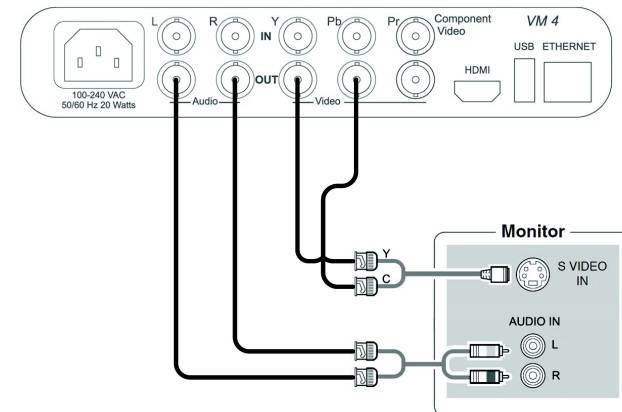 L R Y Pb Pr Component Video VM 4
IN
USB ETHERNET
HDMI
OUT
100-240 VAC
50/60 Hz 20 Watts
Audio Video
Monitor
Y
C
S VIDEO
IN
AUDIO IN
L
R